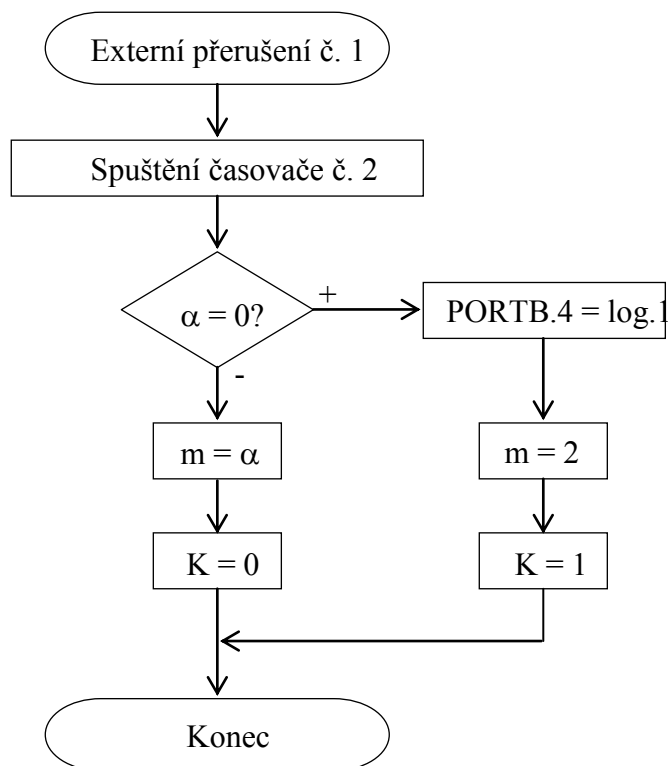 Externí přerušení č. 1
Spuštění časovače č. 2
α = 0?
+
PORTB.4 = log.1
-
m = α
m = 2
K = 0
K = 1
Konec